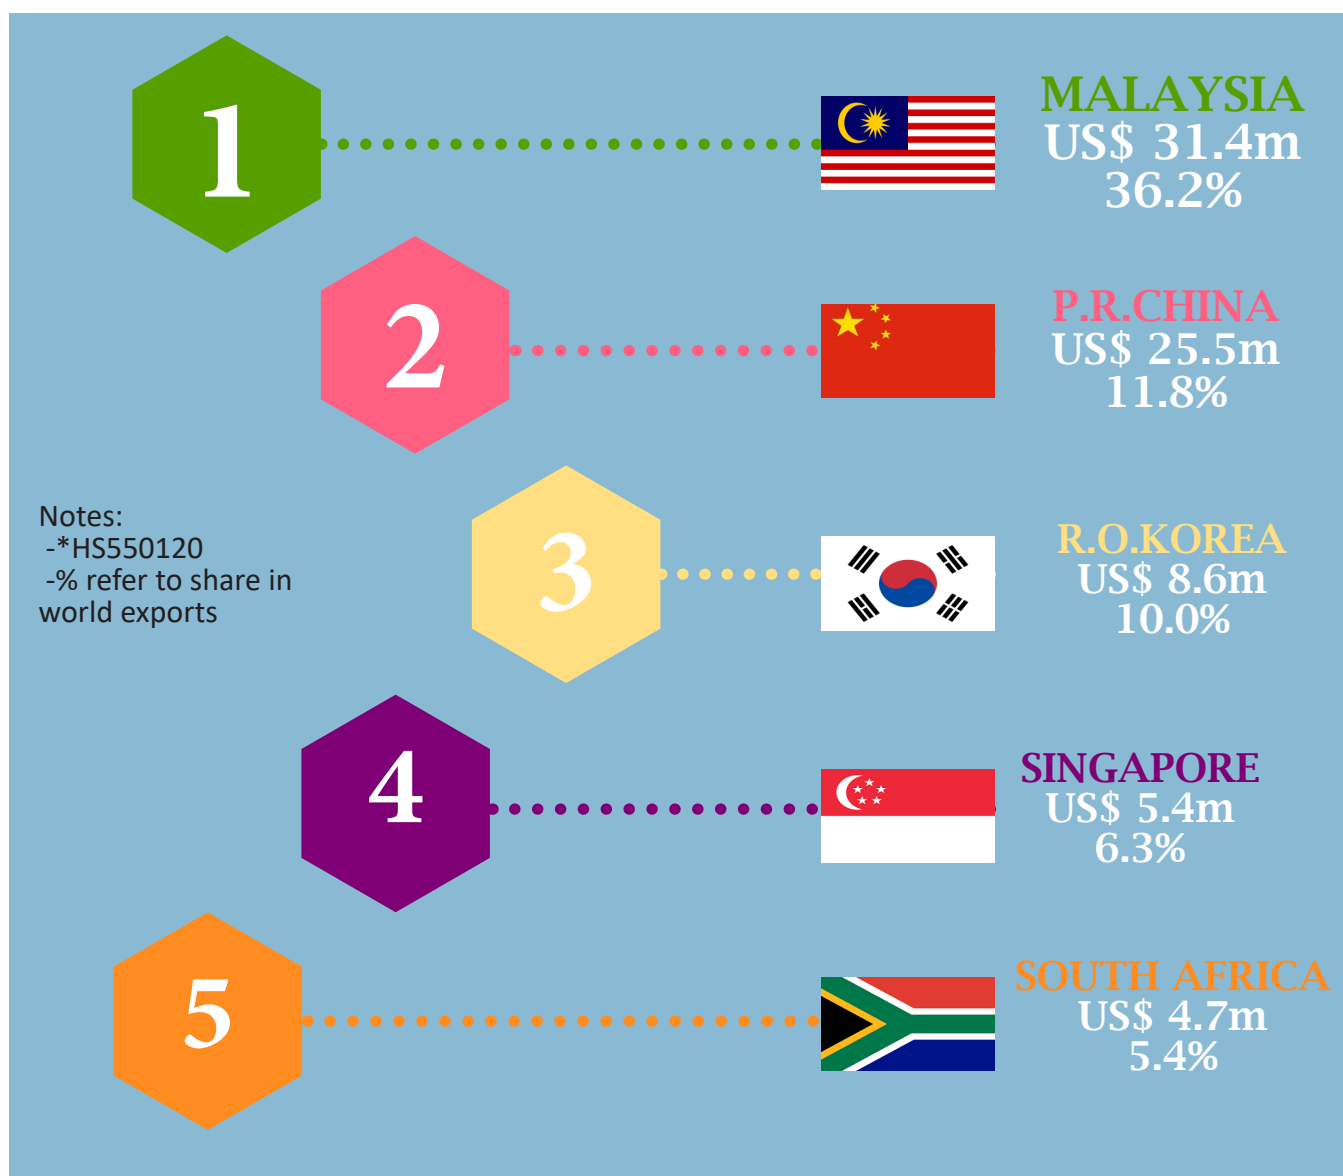 1
MALAYSIA
US$ 31.4m
36.2%
2
P.R.CHINA
US$ 25.5m
11.8%
Notes:
-*HS550120
-% refer to share in
world exports
3
R.O.KOREA
US$ 8.6m
10.0%
4
SINGAPORE
US$ 5.4m
6.3%
5
SOUTH AFRICA
US$ 4.7m
5.4%